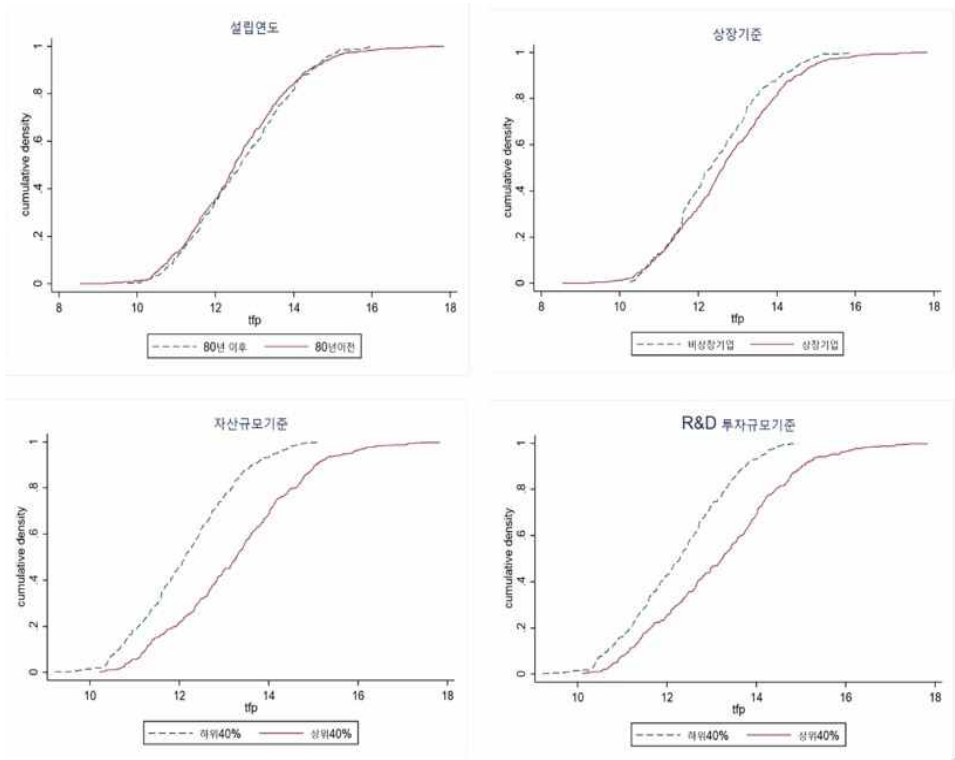 설립연도
cumulative density
0 .2 .4 .6 .8 1
8 10 12 14 16 18
tfp
80년 이후 80년이전
상장기준
cumulative density
0 .2 .4 .6 .8 1
8 10 12 14 16 18
tfp
비상장기업 상장기업
자산규모기준
cumulative density
0 .2 .4 .6 .8 1
10 12 14 16 18
tfp
하위40% 상위40%
R&D 투자규모기준
cumulative density
0 .2 .4 .6 .8 1
10 12 14 16 18
tfp
하위40% 상위40%